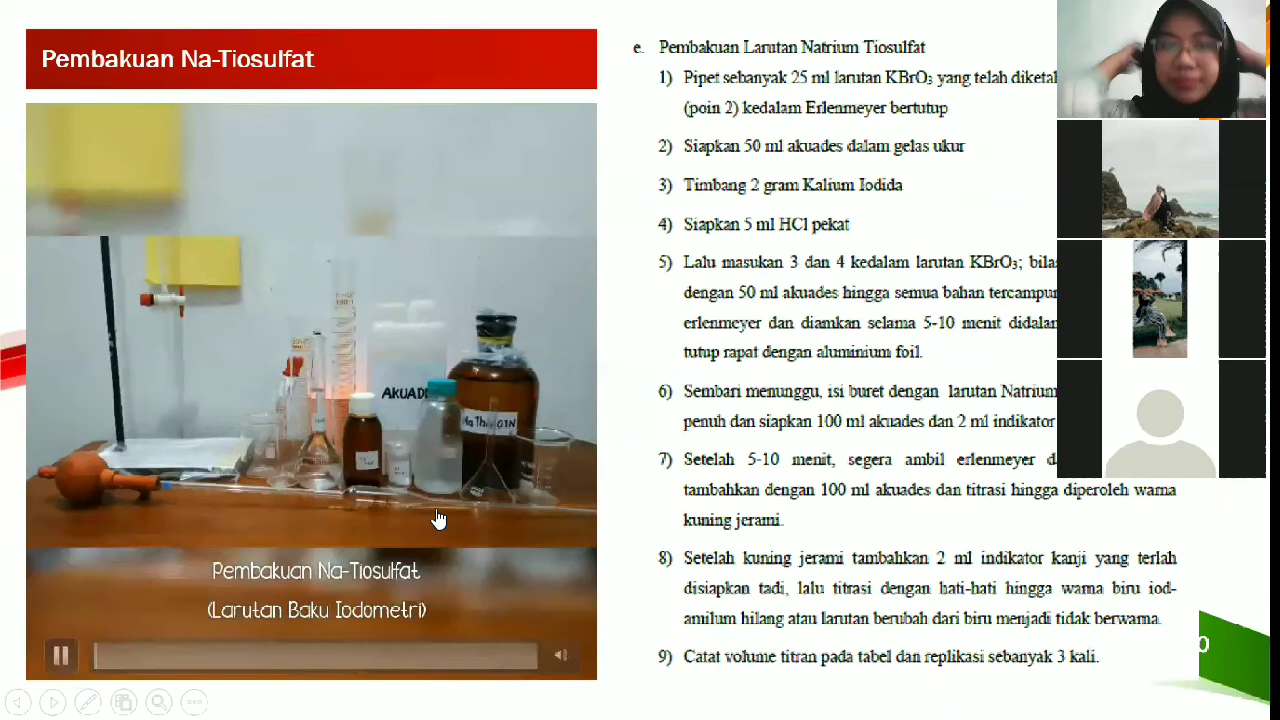 Pembakuan Na-Tiosulfat
AKUAD
Na Thio 0.1N
Pembakuan Na-Tiosulfat
(Larutan Baku Iodometri)
e. Pembakuan Larutan Natrium Tiosulfat
1) Pipet sebanyak 25 ml larutan KBrO₃ yang telah diketah
(poin 2) kedalam Erlenmeyer bertutup
2) Siapkan 50 ml akuades dalam gelas ukur
3) Timbang 2 gram Kalium Iodida
4) Siapkan 5 ml HCl pekat
5) Lalu masukan 3 dan 4 kedalam larutan KBrO₃; bilas
dengan 50 ml akuades hingga semua bahan tercampur
erlenmeyer dan diamkan selama 5-10 menit didalam
tutup rapat dengan aluminium foil.
6) Sembari menunggu, isi buret dengan larutan Natrium
penuh dan siapkan 100 ml akuades dan 2 ml indikator
7) Setelah 5-10 menit, segera ambil erlenmeyer d
tambahkan dengan 100 ml akuades dan titrasi hingga diperoleh warna
kuning jerami.
8) Setelah kuning jerami tambahkan 2 ml indikator kanji yang terlah
disiapkan tadi, lalu titrasi dengan hati-hati hingga warna biru iod-
amilum hilang atau larutan berubah dari biru menjadi tidak berwarna.
9) Catat volume titran pada tabel dan replikasi sebanyak 3 kali.
0